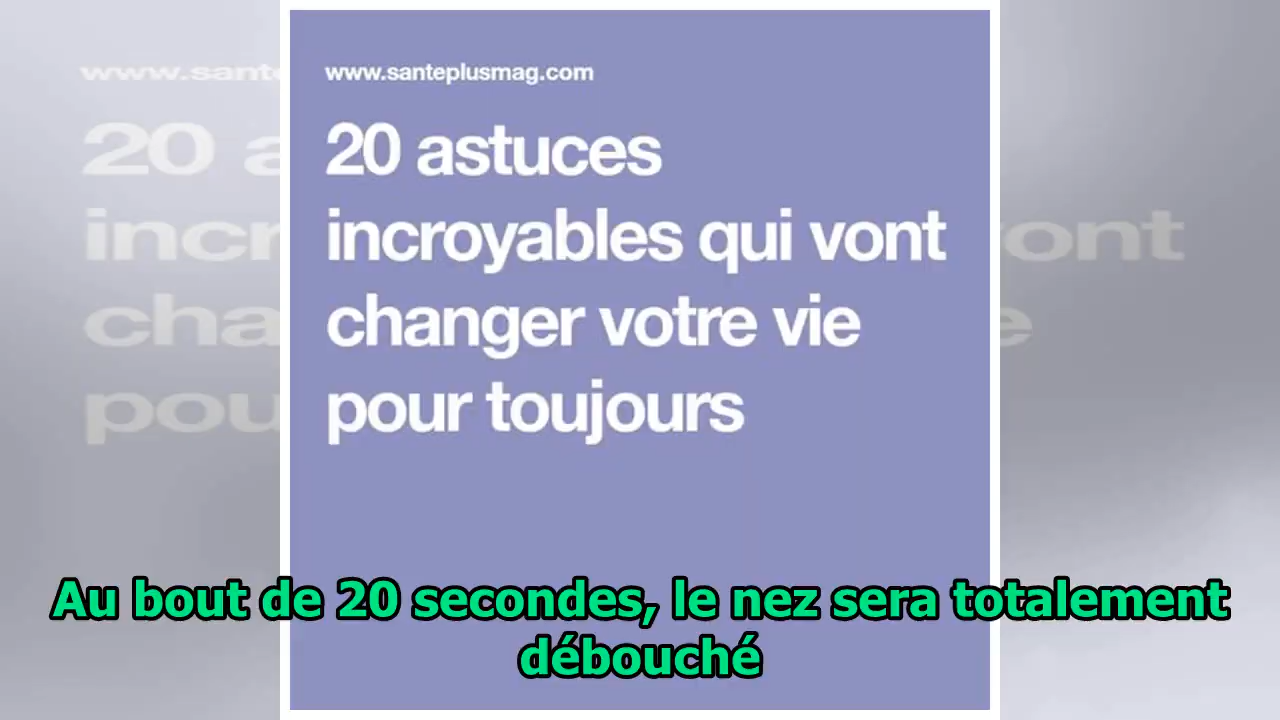 www.santeplusmag.com
20 astuces
incroyables qui vont
changer votre vie
pour toujours
Au bout de 20 secondes, le nez sera totalement
débouché